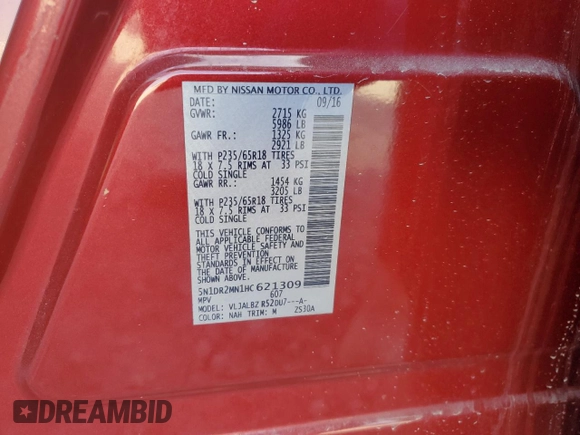 MFD BY NISSAN MOTOR CO., LTD.
DATE: 09/16
GVWR: 2715 KG
5986 LB
GAWR FR.: 1325 KG
2921 LB
WITH P235/65R18 TIRES
18 X 7.5 RIMS AT 33 PSI
COLD SINGLE
GAWR RR.: 1454 KG
3205 LB
WITH P235/65R18 TIRES
18 X 7.5 RIMS AT 33 PSI
COLD SINGLE
THIS VEHICLE CONFORMS TO
ALL APPLICABLE FEDERAL
MOTOR VEHICLE SAFETY AND
THEFT PREVENTION
STANDARDS IN EFFECT ON
THE DATE OF MANUFACTURE
SHOWN ABOVE.
5N1DR2MN1HC621309
MPV 607
MODEL: VLJALBZ R520U7---A-
COLOR: NAH TRIM: M 2530A
DREAMBID